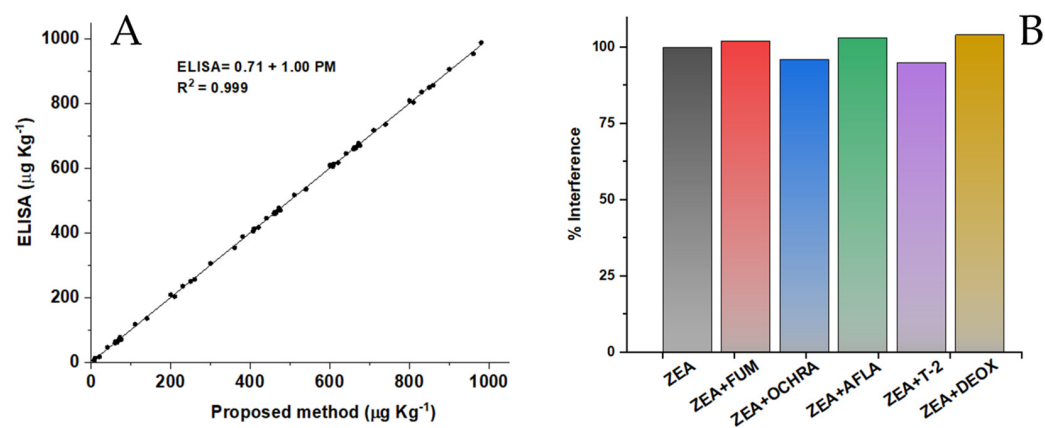 A
ELISA= 0.71 + 1.00 PM
R² = 0.999
ELISA (µg Kg⁻¹)
1000
800
600
400
200
0
0 200 400 600 800 1000
Proposed method (µg Kg⁻¹)
B
% Interference
100
75
50
25
0
ZEA
ZEA+FUM
ZEA+OCHRA
ZEA+AFLA
ZEA+T-2
ZEA+DEOX